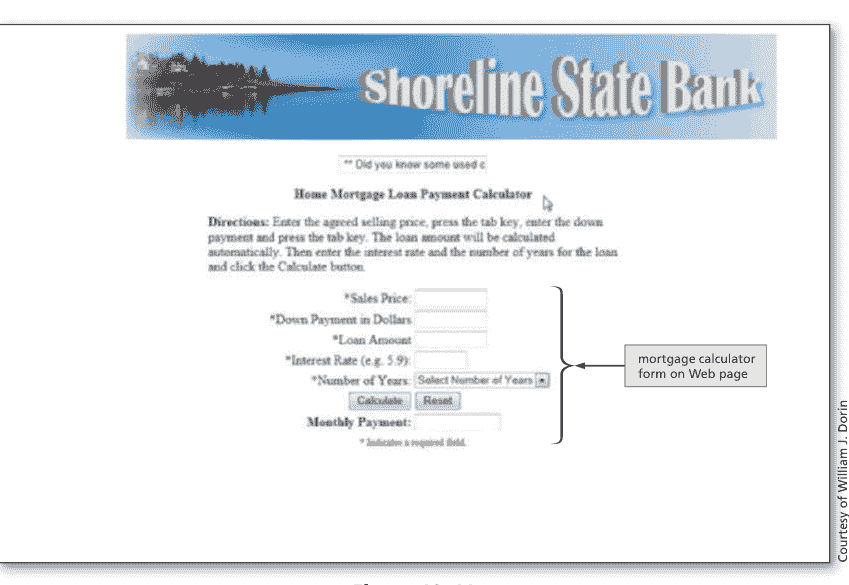 Shoreline State Bank
** Did you know some used c
Home Mortgage Loan Payment Calculator
Directions: Enter the agreed selling price, press the tab key, enter the down
payment and press the tab key. The loan amount will be calculated
automatically. Then enter the interest rate and the number of years for the loan
and click the Calculate button.
*Sales Price:
*Down Payment in Dollars
*Loan Amount
*Interest Rate (e.g. 5.9):
*Number of Years: Select Number of Years
Calculate Reset
Monthly Payment:
* Indicates a required field.
mortgage calculator
form on Web page
Courtesy of William J. Dorin